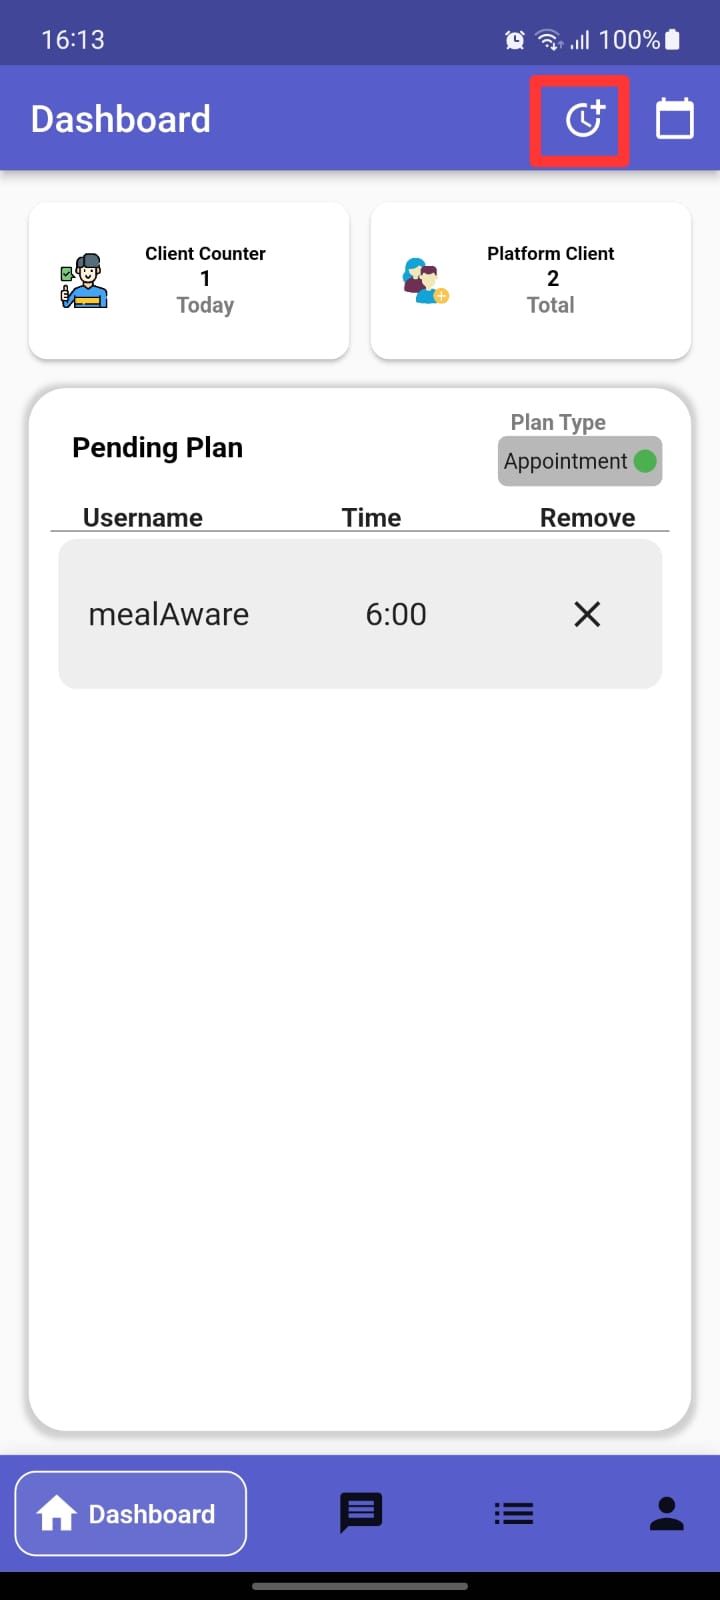 16:13 100%
Dashboard
Client Counter
1
Today
Platform Client
2
Total
Plan Type
Pending Plan
Appointment
Username Time Remove
mealAware 6:00
Dashboard